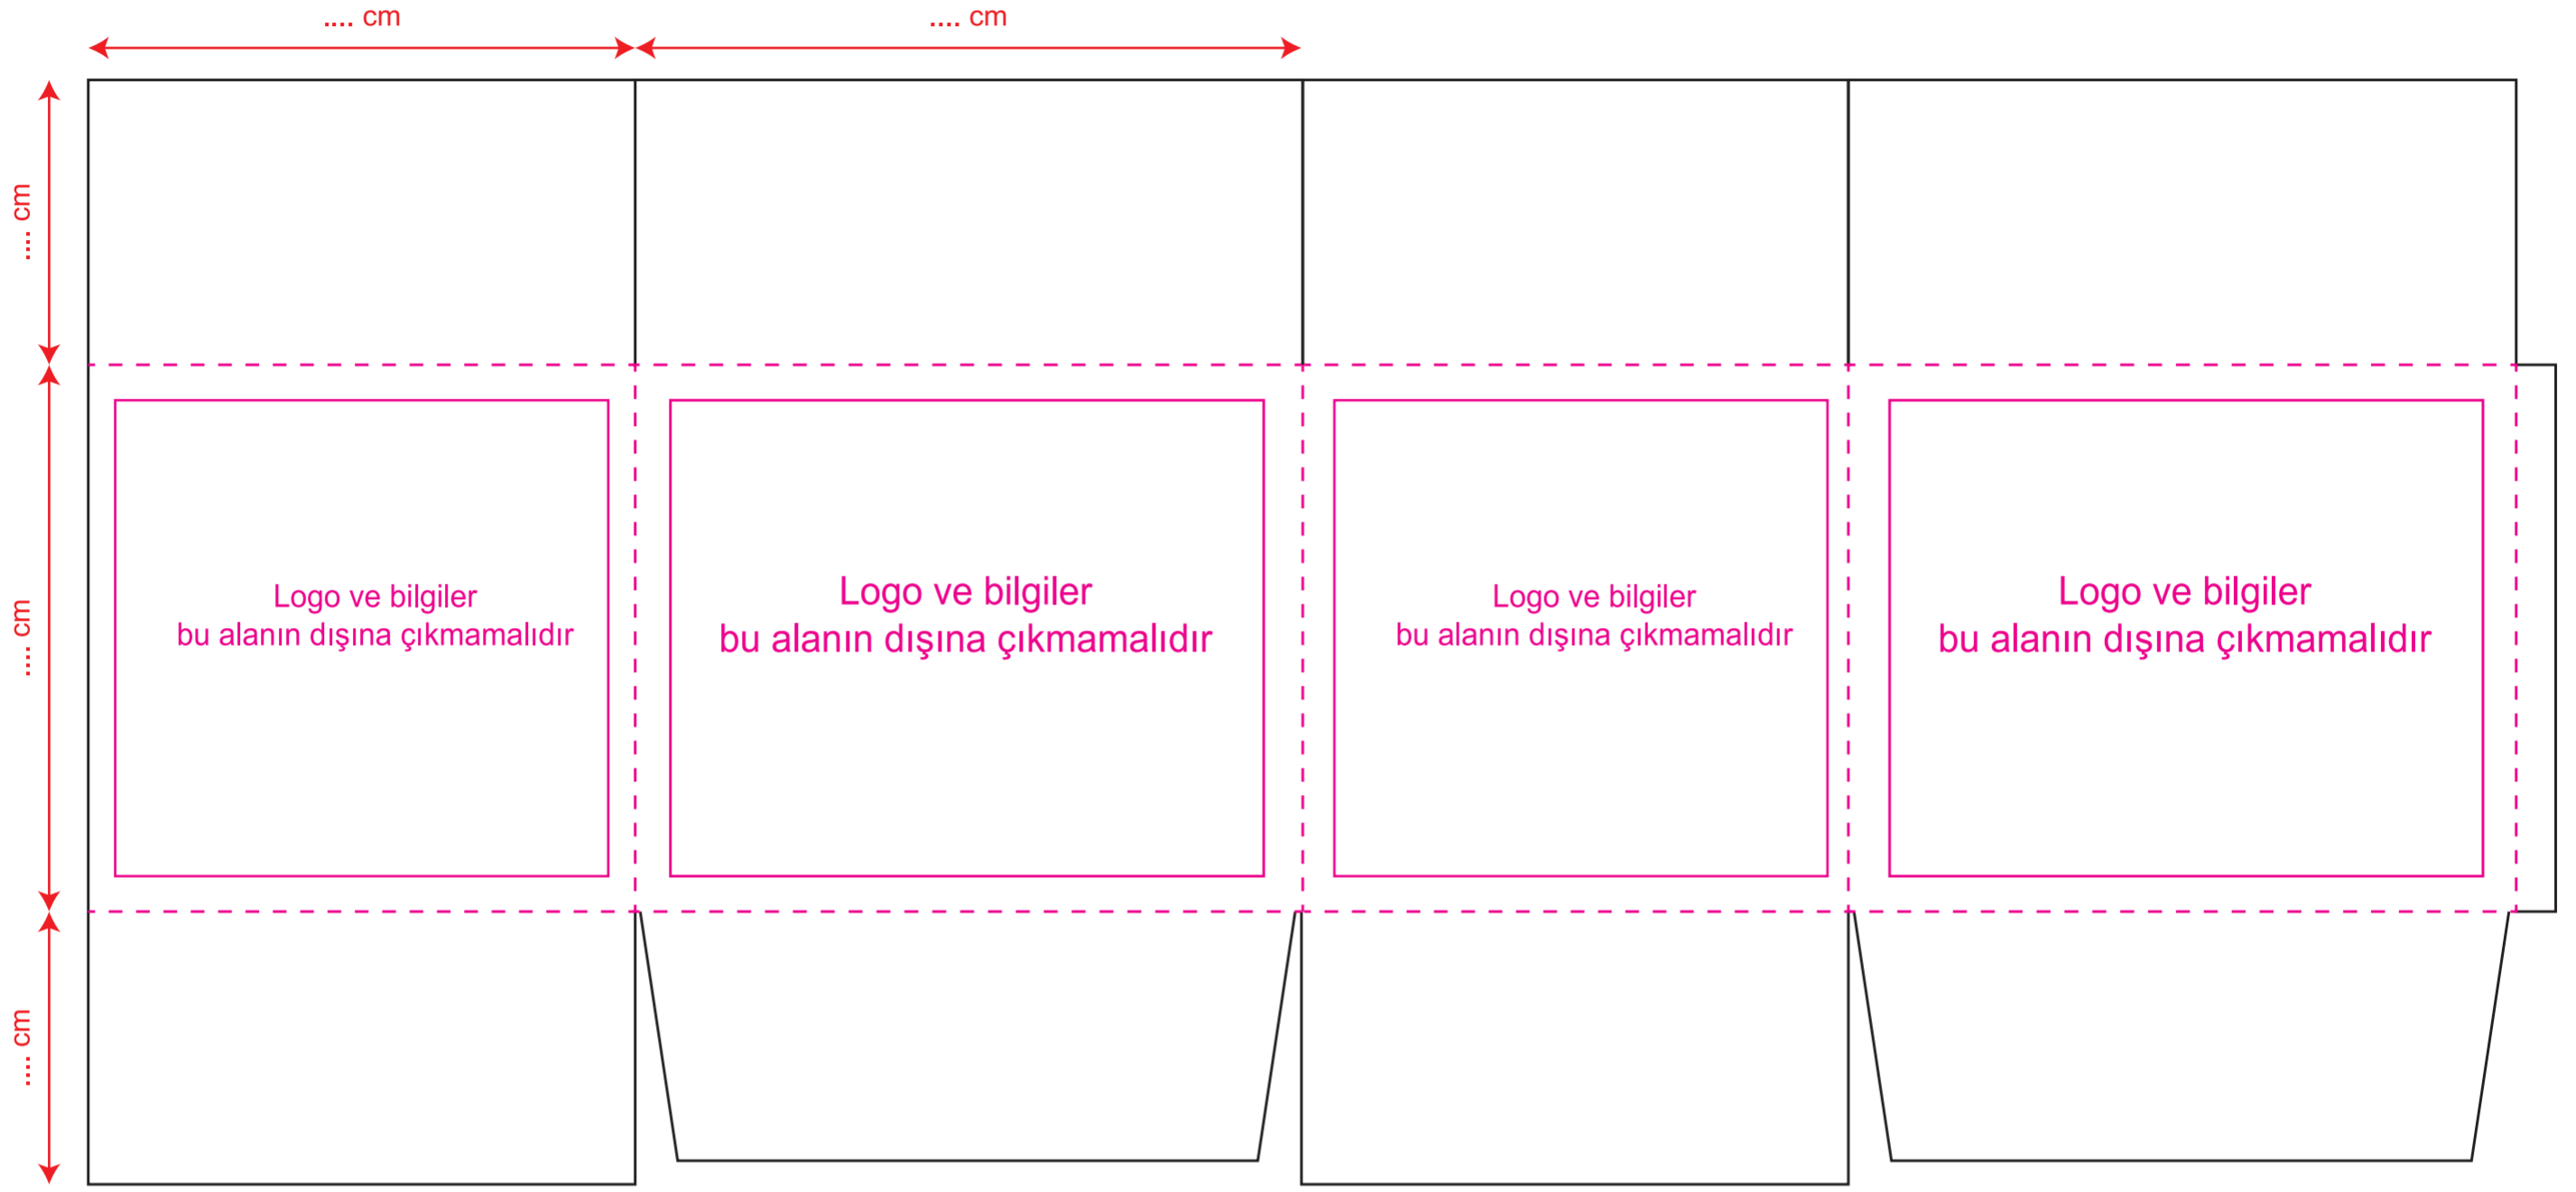 .... cm
.... cm
.... cm
.... cm
.... cm
Logo ve bilgiler
bu alanın dışına çıkmamalıdır
Logo ve bilgiler
bu alanın dışına çıkmamalıdır
Logo ve bilgiler
bu alanın dışına çıkmamalıdır
Logo ve bilgiler
bu alanın dışına çıkmamalıdır